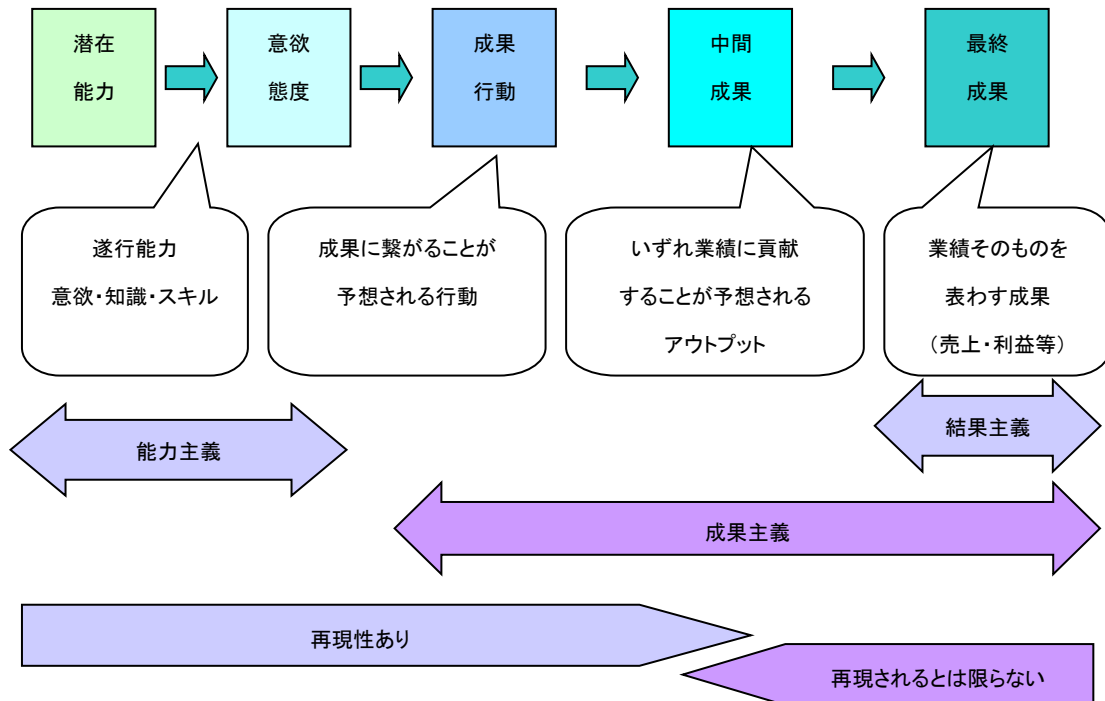 潜在
能力
意欲
態度
成果
行動
中間
成果
最終
成果
遂行能力
意欲・知識・スキル
成果に繋がることが
予想される行動
いずれ業績に貢献
することが予想される
アウトプット
業績そのものを
表わす成果
（売上・利益等）
能力主義
結果主義
成果主義
再現性あり
再現されるとは限らない